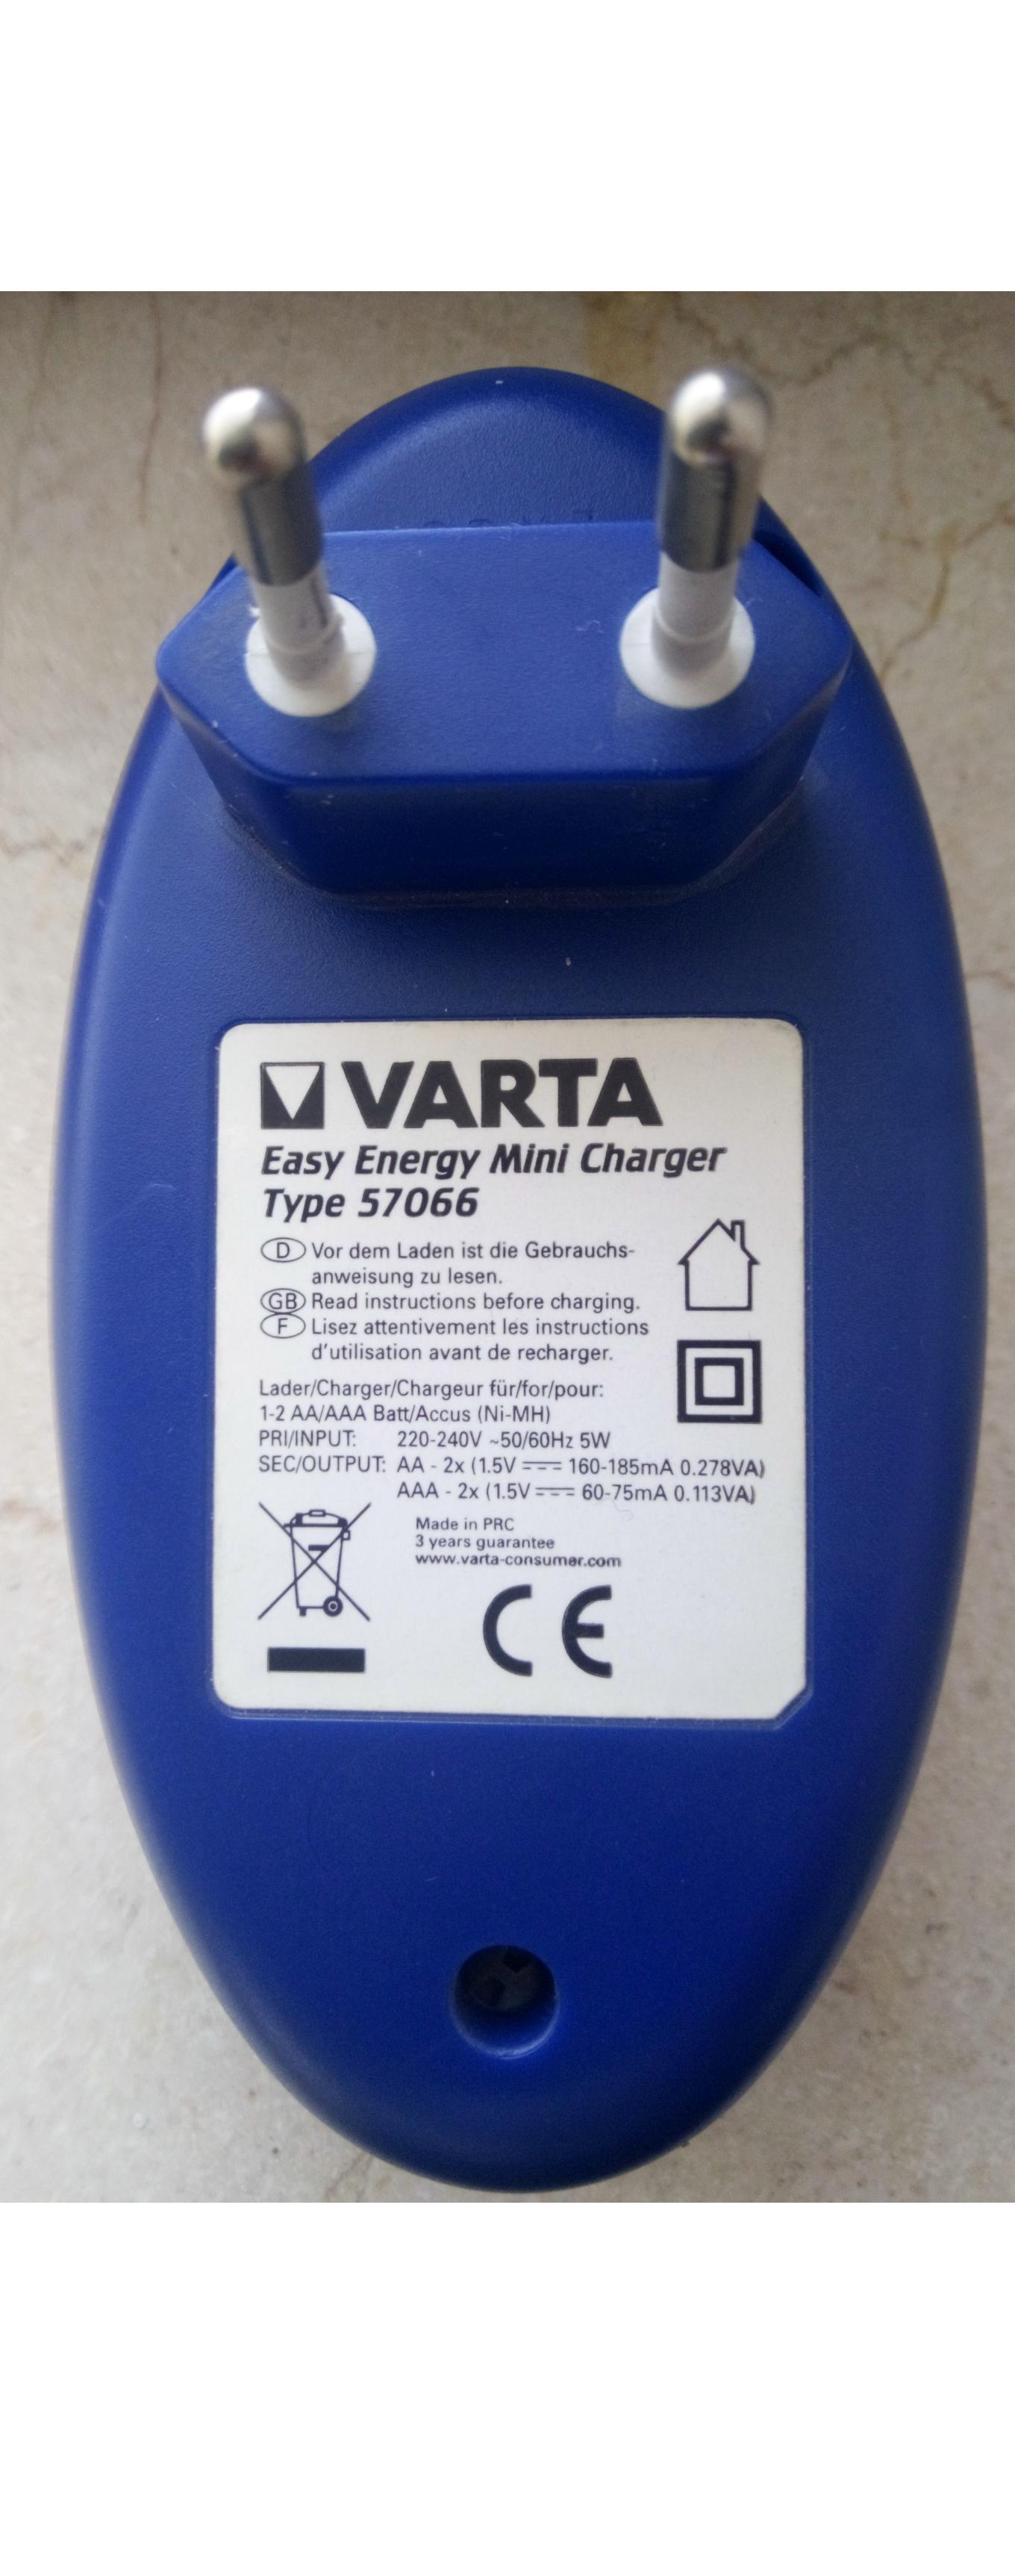 VARTA
Easy Energy Mini Charger
Type 57066
D Vor dem Laden ist die Gebrauchs-
anweisung zu lesen.
GB Read instructions before charging.
F Lisez attentivement les instructions
d'utilisation avant de recharger.
Lader/Charger/Chargeur für/for/pour:
1-2 AA/AAA Batt/Accus (Ni-MH)
PRI/INPUT: 220-240V ~50/60Hz 5W
SEC/OUTPUT: AA - 2x (1.5V ⎓ 160-185mA 0.278VA)
AAA - 2x (1.5V ⎓ 60-75mA 0.113VA)
Made in PRC
3 years guarantee
www.varta-consumer.com
CE